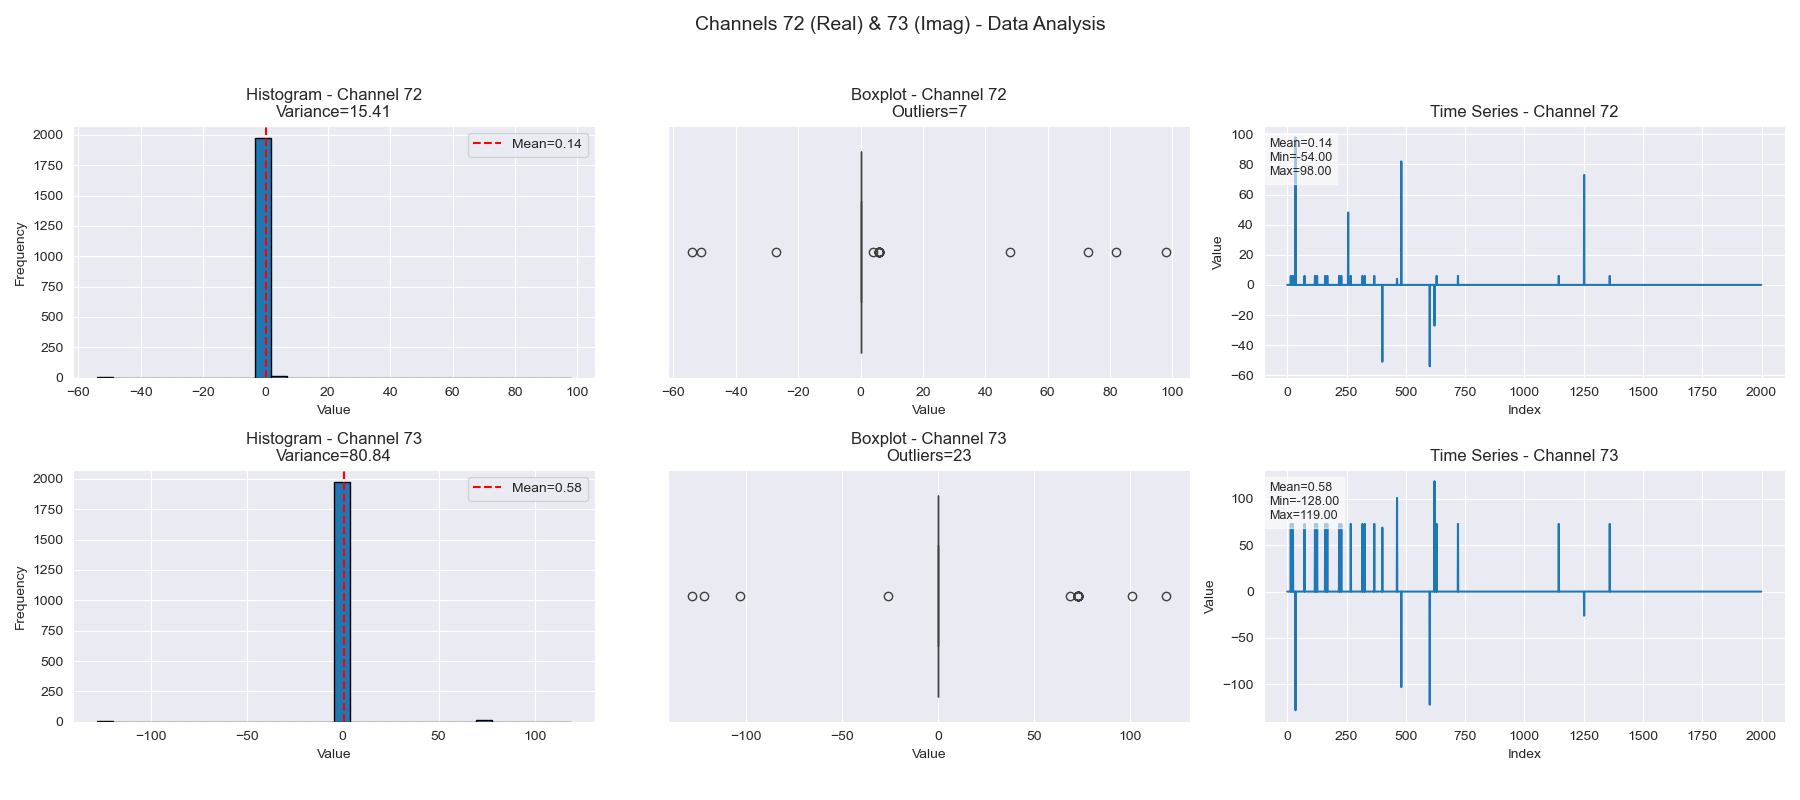 Channels 72 (Real) & 73 (Imag) - Data Analysis
Histogram - Channel 72
Variance=15.41
Mean=0.14
Frequency
2000
1750
1500
1250
1000
750
500
250
0
−60 −40 −20 0 20 40 60 80 100
Value
Boxplot - Channel 72
Outliers=7
−60 −40 −20 0 20 40 60 80 100
Value
Time Series - Channel 72
Mean=0.14
Min=-54.00
Max=98.00
Value
100
80
60
40
20
0
−20
−40
−60
0 250 500 750 1000 1250 1500 1750 2000
Index
Histogram - Channel 73
Variance=80.84
Mean=0.58
Frequency
2000
1750
1500
1250
1000
750
500
250
0
−100 −50 0 50 100
Value
Boxplot - Channel 73
Outliers=23
−100 −50 0 50 100
Value
Time Series - Channel 73
Mean=0.58
Min=-128.00
Max=119.00
Value
100
50
0
−50
−100
0 250 500 750 1000 1250 1500 1750 2000
Index